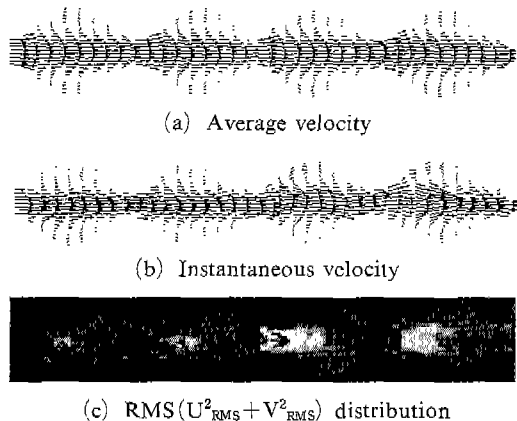 (a) Average velocity
(b) Instantaneous velocity
(c) RMS(U²RMS+V²RMS) distribution